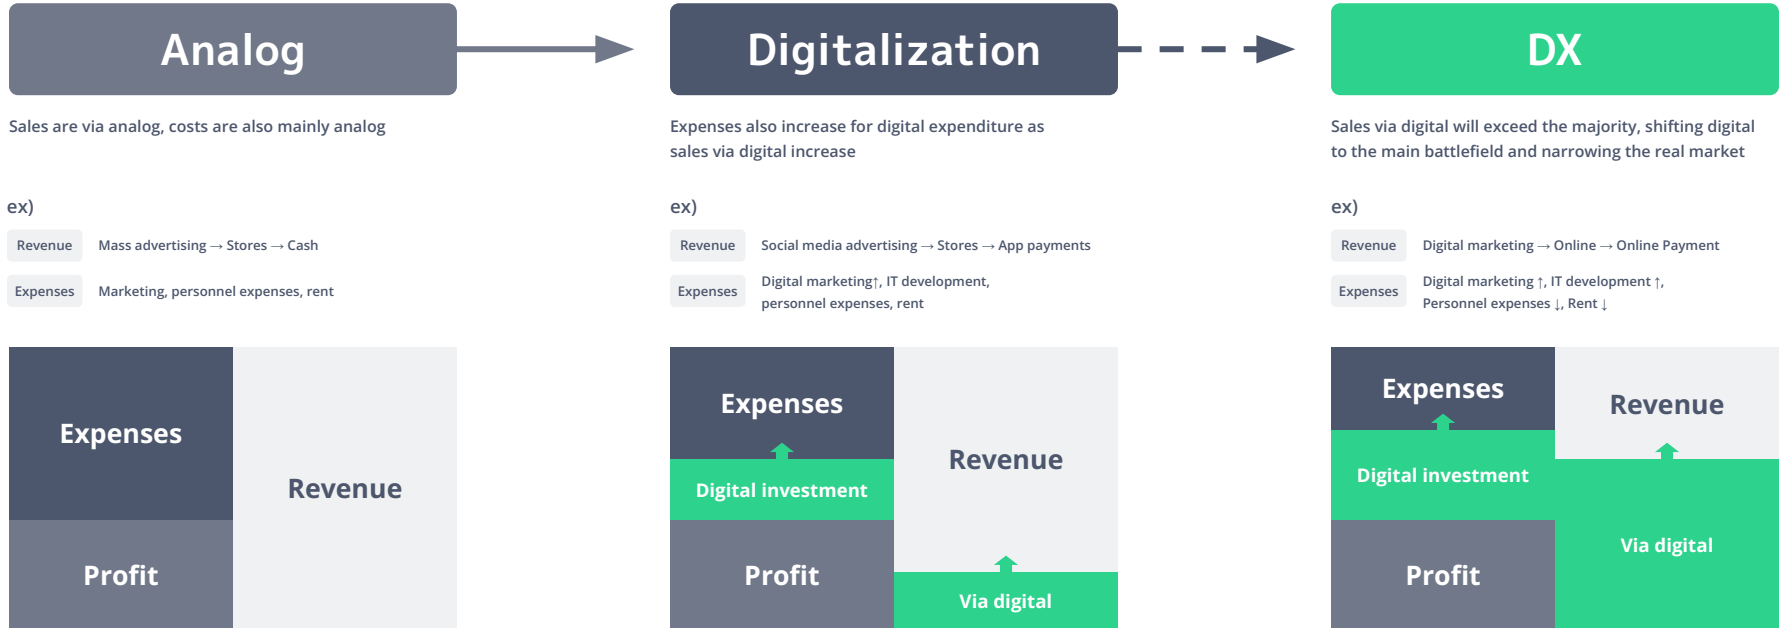 Analog
Sales are via analog, costs are also mainly analog
ex)
Revenue
Mass advertising → Stores → Cash
Expenses
Marketing, personnel expenses, rent
Expenses
Profit
Revenue
Digitalization
Expenses also increase for digital expenditure as
sales via digital increase
ex)
Revenue
Social media advertising → Stores → App payments
Expenses
Digital marketing↑, IT development,
personnel expenses, rent
Expenses
Digital investment
Profit
Revenue
Via digital
DX
Sales via digital will exceed the majority, shifting digital
to the main battlefield and narrowing the real market
ex)
Revenue
Digital marketing → Online → Online Payment
Expenses
Digital marketing ↑, IT development ↑,
Personnel expenses ↓, Rent ↓
Expenses
Digital investment
Profit
Revenue
Via digital